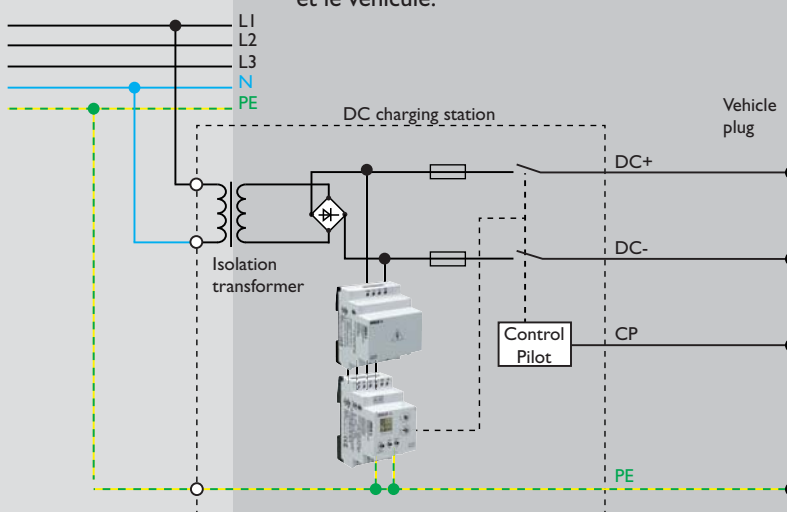 et le véhicule.
L1
L2
L3
N
PE
DC charging station
Vehicle
plug
DC+
DC-
Isolation
transformer
Control
Pilot
CP
PE